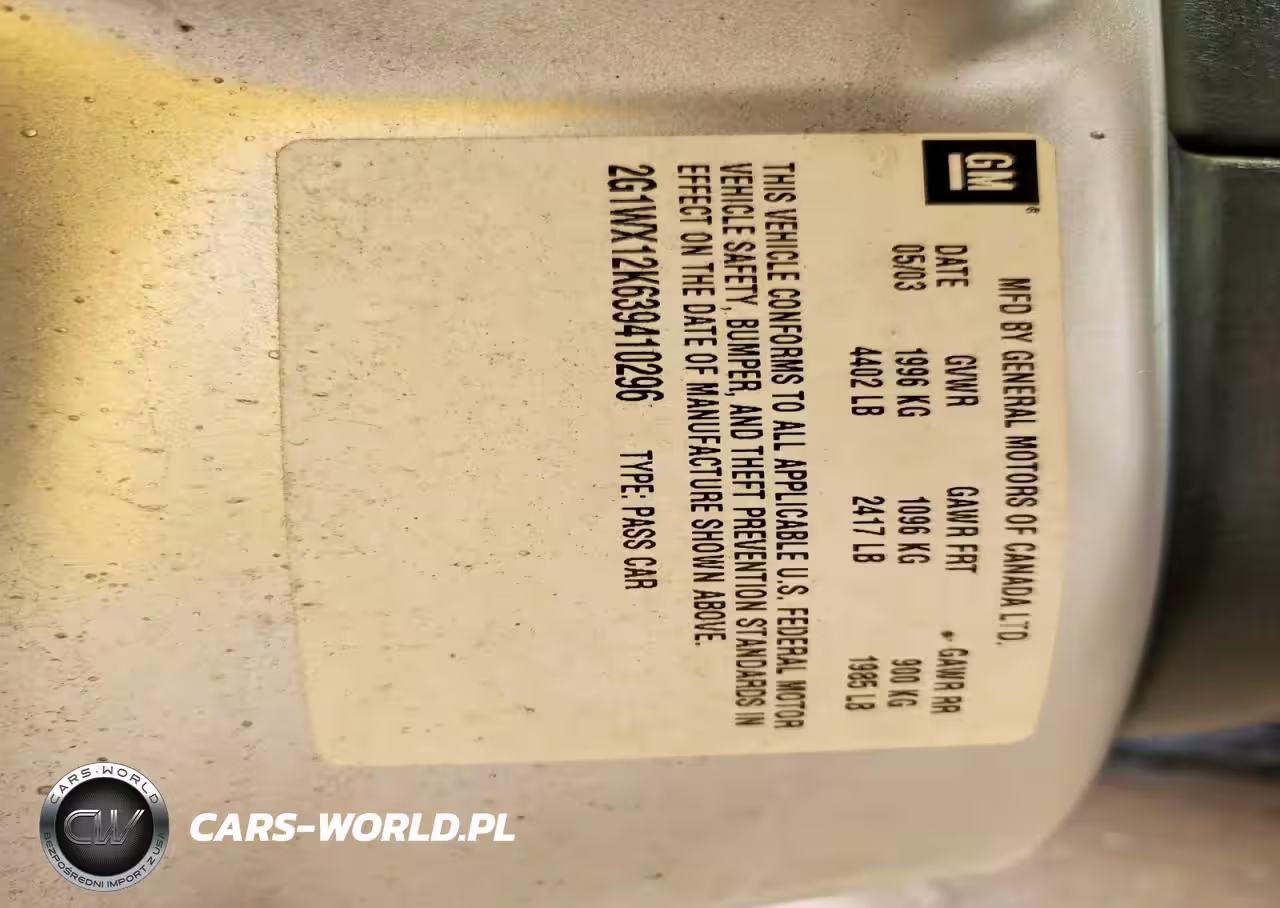 GM®
MFD BY GENERAL MOTORS OF CANADA LTD.
DATE GVWR GAWR FRT GAWR RR
05/03 1996 KG 1096 KG 900 KG
4402 LB 2417 LB 1985 LB
THIS VEHICLE CONFORMS TO ALL APPLICABLE U.S. FEDERAL MOTOR
VEHICLE SAFETY, BUMPER, AND THEFT PREVENTION STANDARDS IN
EFFECT ON THE DATE OF MANUFACTURE SHOWN ABOVE.
2G1WX12K639410296 TYPE: PASS CAR
CARS-WORLD
CW
BEZPOŚREDNI IMPORT Z USA
CARS-WORLD.PL